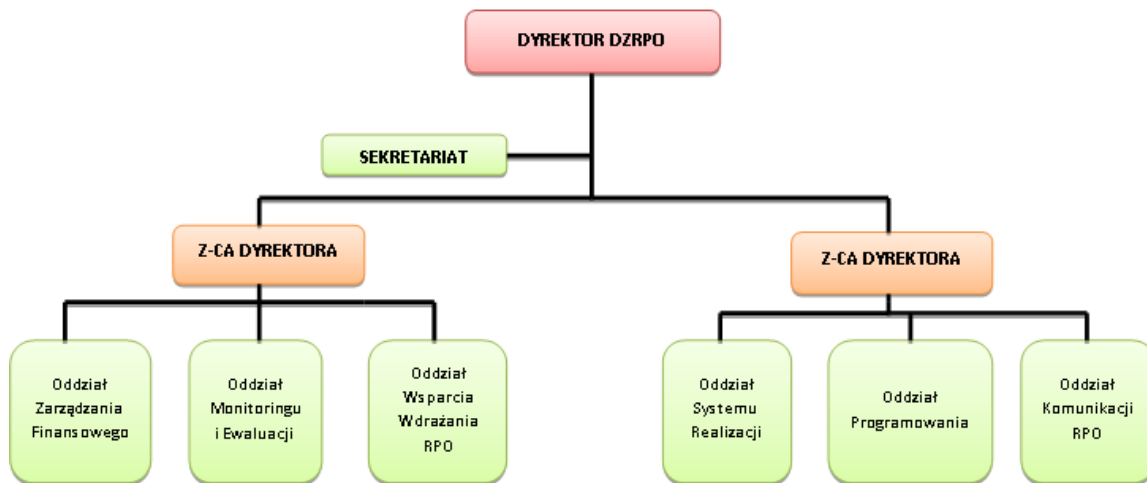 DYREKTOR DZRPO
SEKRETARIAT
Z-CA DYREKTORA
Z-CA DYREKTORA
Oddział
Zarządzania
Finansowego
Oddział
Monitoringu
i Ewaluacji
Oddział
Wsparcia
Wdrażania
RPO
Oddział
Systemu
Realizacji
Oddział
Programowania
Oddział
Komunikacji
RPO